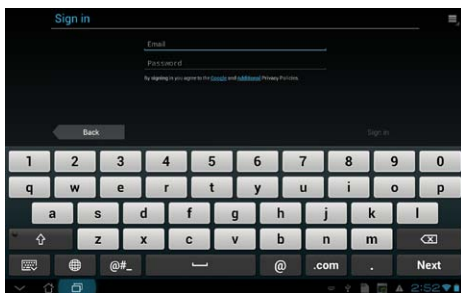 Sign in
Email
Password
By signing in you agree to the Google and Additional Privacy Policies.
Back
Sign in
1 2 3 4 5 6 7 8 9 0
q w e r t y u i o p
a s d f g h j k l
z x c v b n m
@#_ @ .com . Next
2:52